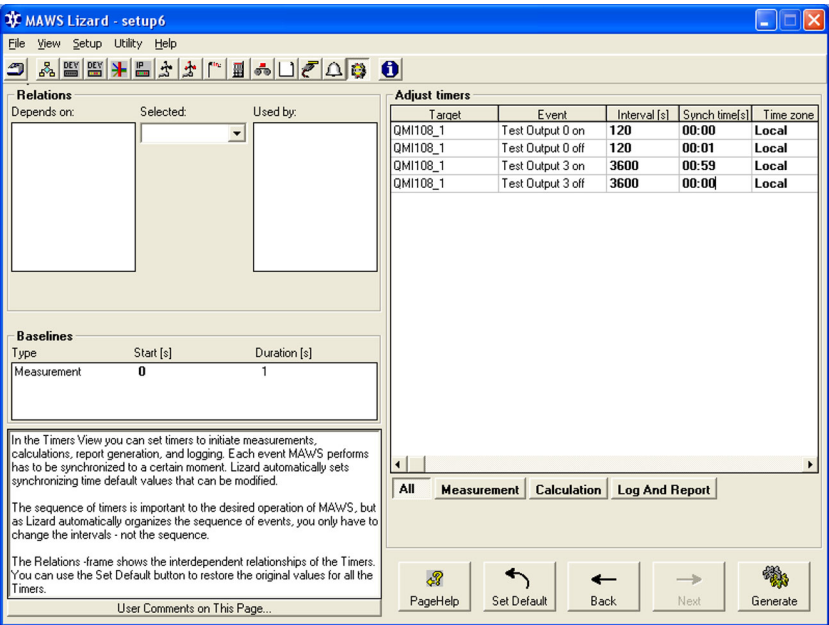 MAWS Lizard - setup6
File View Setup Utility Help
DEV DEV IP
Relations
Depends on: Selected: Used by:
Baselines
Type Start [s] Duration [s]
Measurement 0 1
In the Timers View you can set timers to initiate measurements,
calculations, report generation, and logging. Each event MAWS performs
has to be synchronized to a certain moment. Lizard automatically sets
synchronizing time default values that can be modified.
The sequence of timers is important to the desired operation of MAWS, but
as Lizard automatically organizes the sequence of events, you only have to
change the intervals - not the sequence.
The Relations -frame shows the interdependent relationships of the Timers.
You can use the Set Default button to restore the original values for all the
Timers.
User Comments on This Page...
Adjust timers
Target Event Interval [s] Synch time[s] Time zone
QMI108_1 Test Output 0 on 120 00:00 Local
QMI108_1 Test Output 0 off 120 00:01 Local
QMI108_1 Test Output 3 on 3600 00:59 Local
QMI108_1 Test Output 3 off 3600 00:00 Local
All Measurement Calculation Log And Report
PageHelp Set Default Back Next Generate